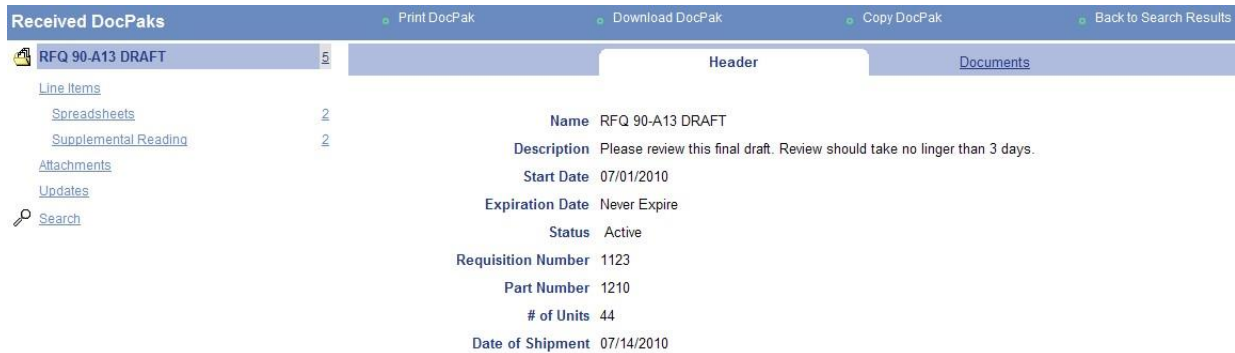 Received DocPaks
Print DocPak
Download DocPak
Copy DocPak
Back to Search Results
RFQ 90-A13 DRAFT 5
Line Items
Spreadsheets 2
Supplemental Reading 2
Attachments
Updates
Search
Header
Documents
Name RFQ 90-A13 DRAFT
Description Please review this final draft. Review should take no linger than 3 days.
Start Date 07/01/2010
Expiration Date Never Expire
Status Active
Requisition Number 1123
Part Number 1210
# of Units 44
Date of Shipment 07/14/2010